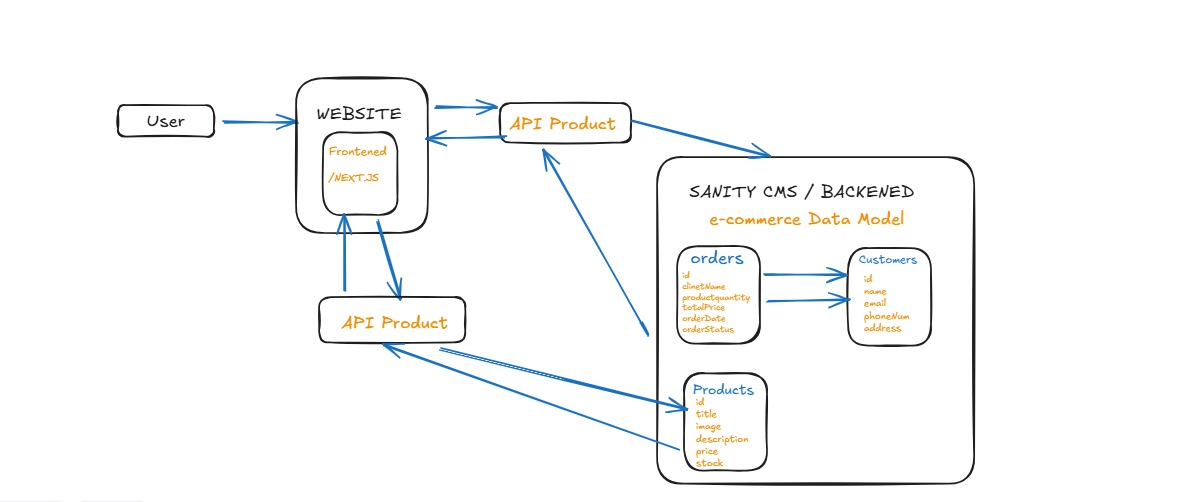 User
WEBSITE
Frontened
/NEXT.JS
API Product
API Product
SANITY CMS / BACKENED
e-commerce Data Model
orders
id
clinetName
productquantity
totalPrice
orderDate
orderStatus
Customers
id
name
email
phoneNum
address
Products
id
title
image
description
price
stock